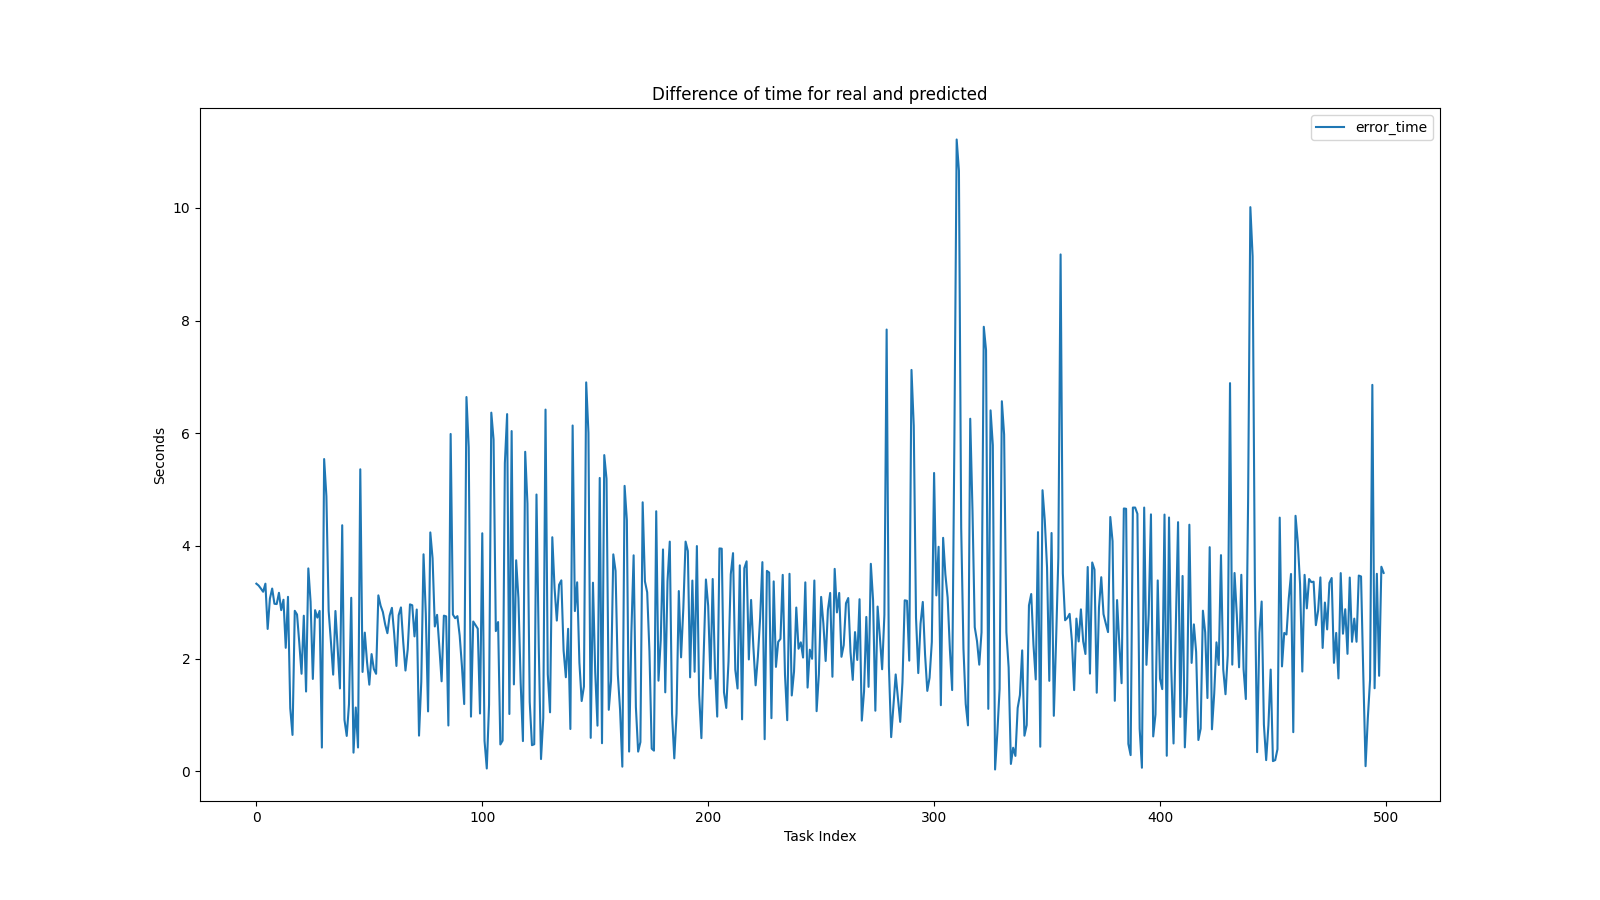 Difference of time for real and predicted
error_time
10
8
6
4
2
0
Seconds
0 100 200 300 400 500
Task Index